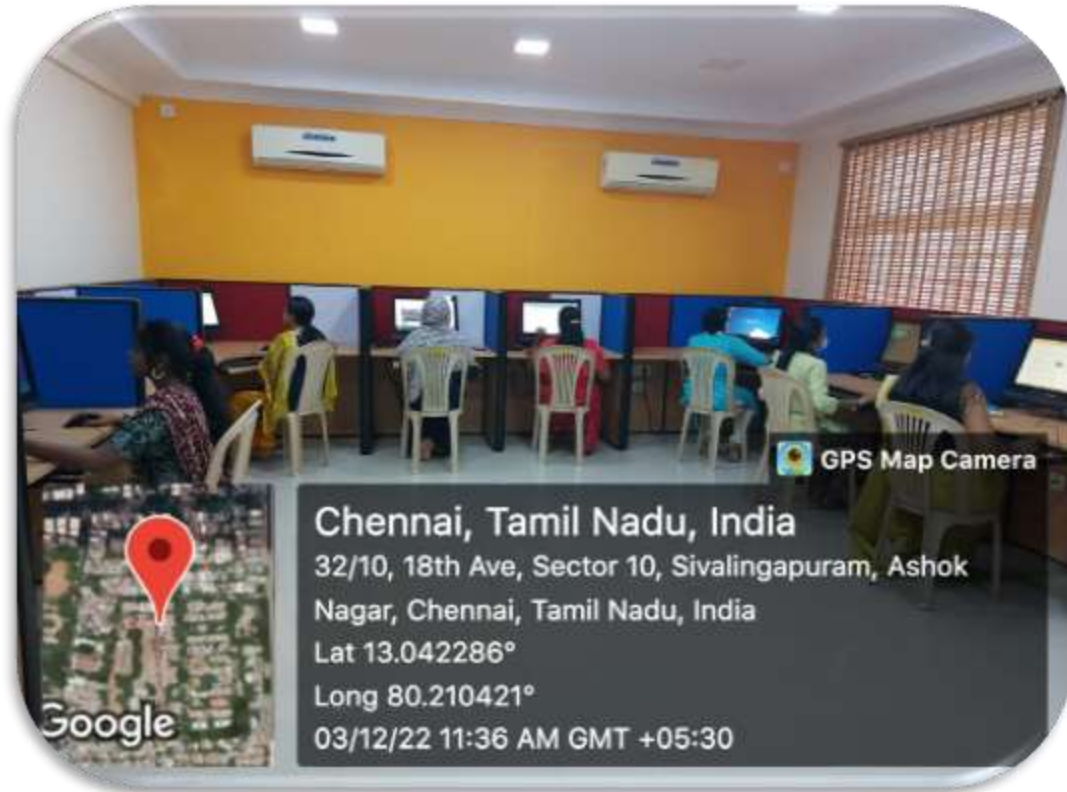 GPS Map Camera
Chennai, Tamil Nadu, India
32/10, 18th Ave, Sector 10, Sivalingapuram, Ashok
Nagar, Chennai, Tamil Nadu, India
Lat 13.042286°
Long 80.210421°
03/12/22 11:36 AM GMT +05:30
Google